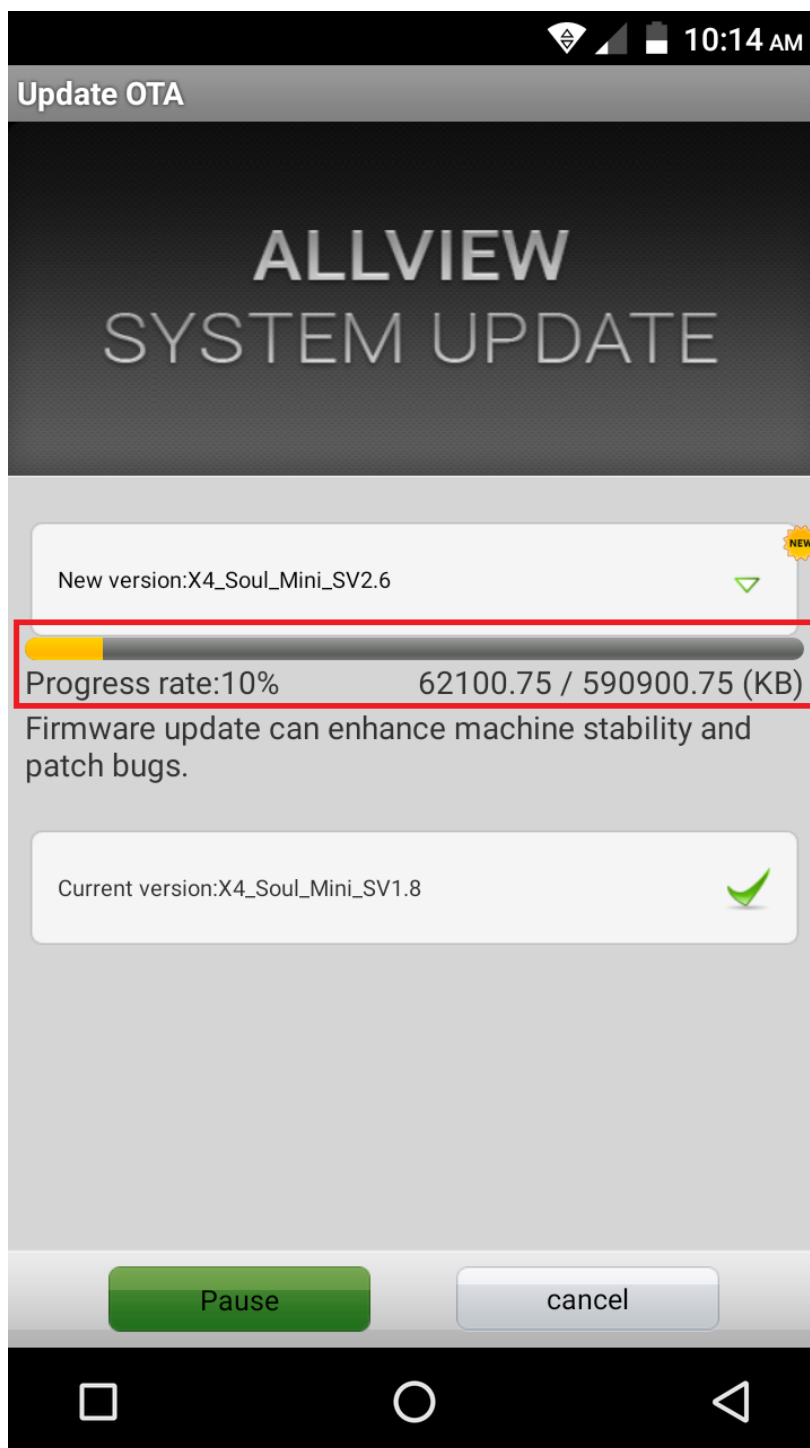 10:14 AM
Update OTA
ALLVIEW
SYSTEM UPDATE
NEW
New version:X4_Soul_Mini_SV2.6
Progress rate:10% 62100.75 / 590900.75 (KB)
Firmware update can enhance machine stability and
patch bugs.
Current version:X4_Soul_Mini_SV1.8
Pause cancel